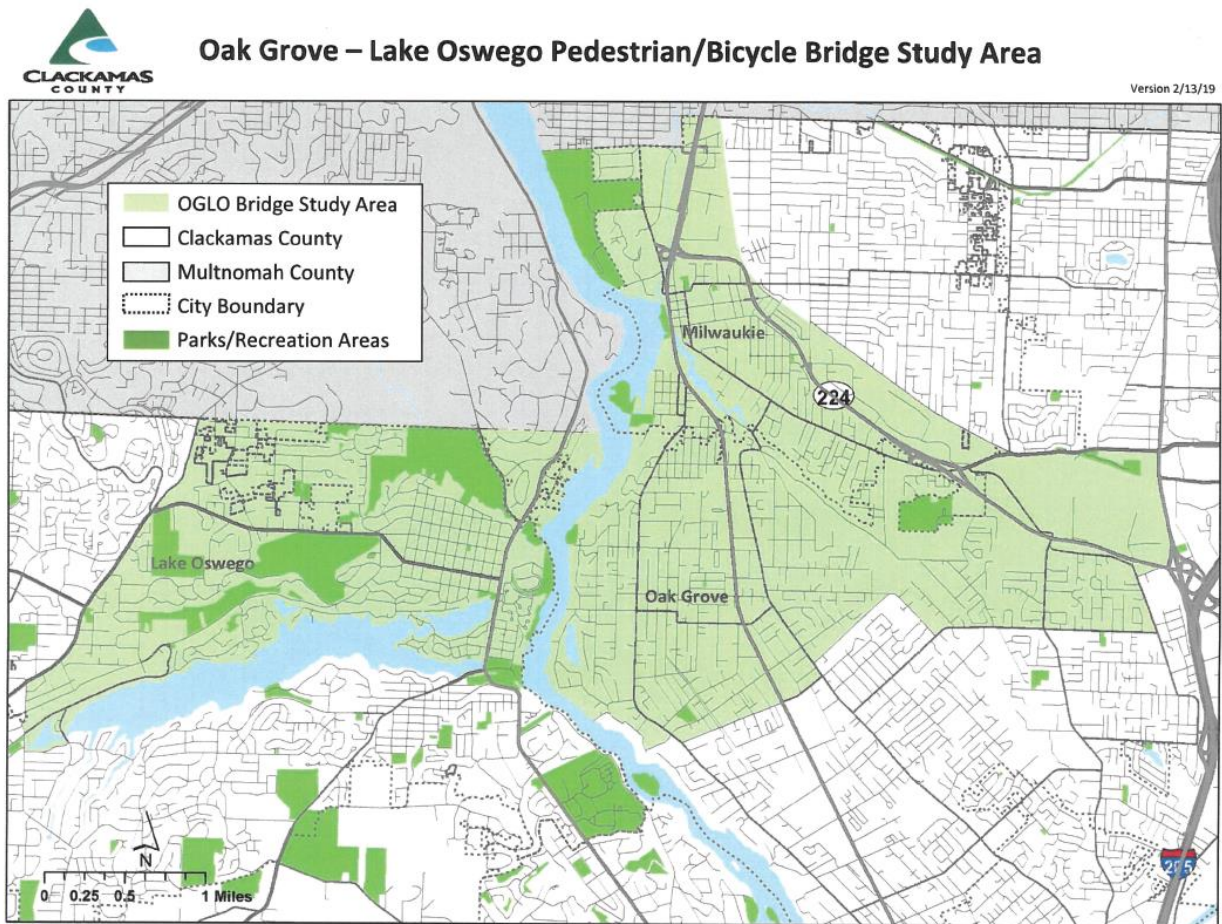 CLACKAMAS
COUNTY
Oak Grove – Lake Oswego Pedestrian/Bicycle Bridge Study Area
Version 2/13/19
OGLO Bridge Study Area
Clackamas County
Multnomah County
City Boundary
Parks/Recreation Areas
Milwaukie
224
Lake Oswego
Oak Grove
N
0 0.25 0.5 1 Miles
205